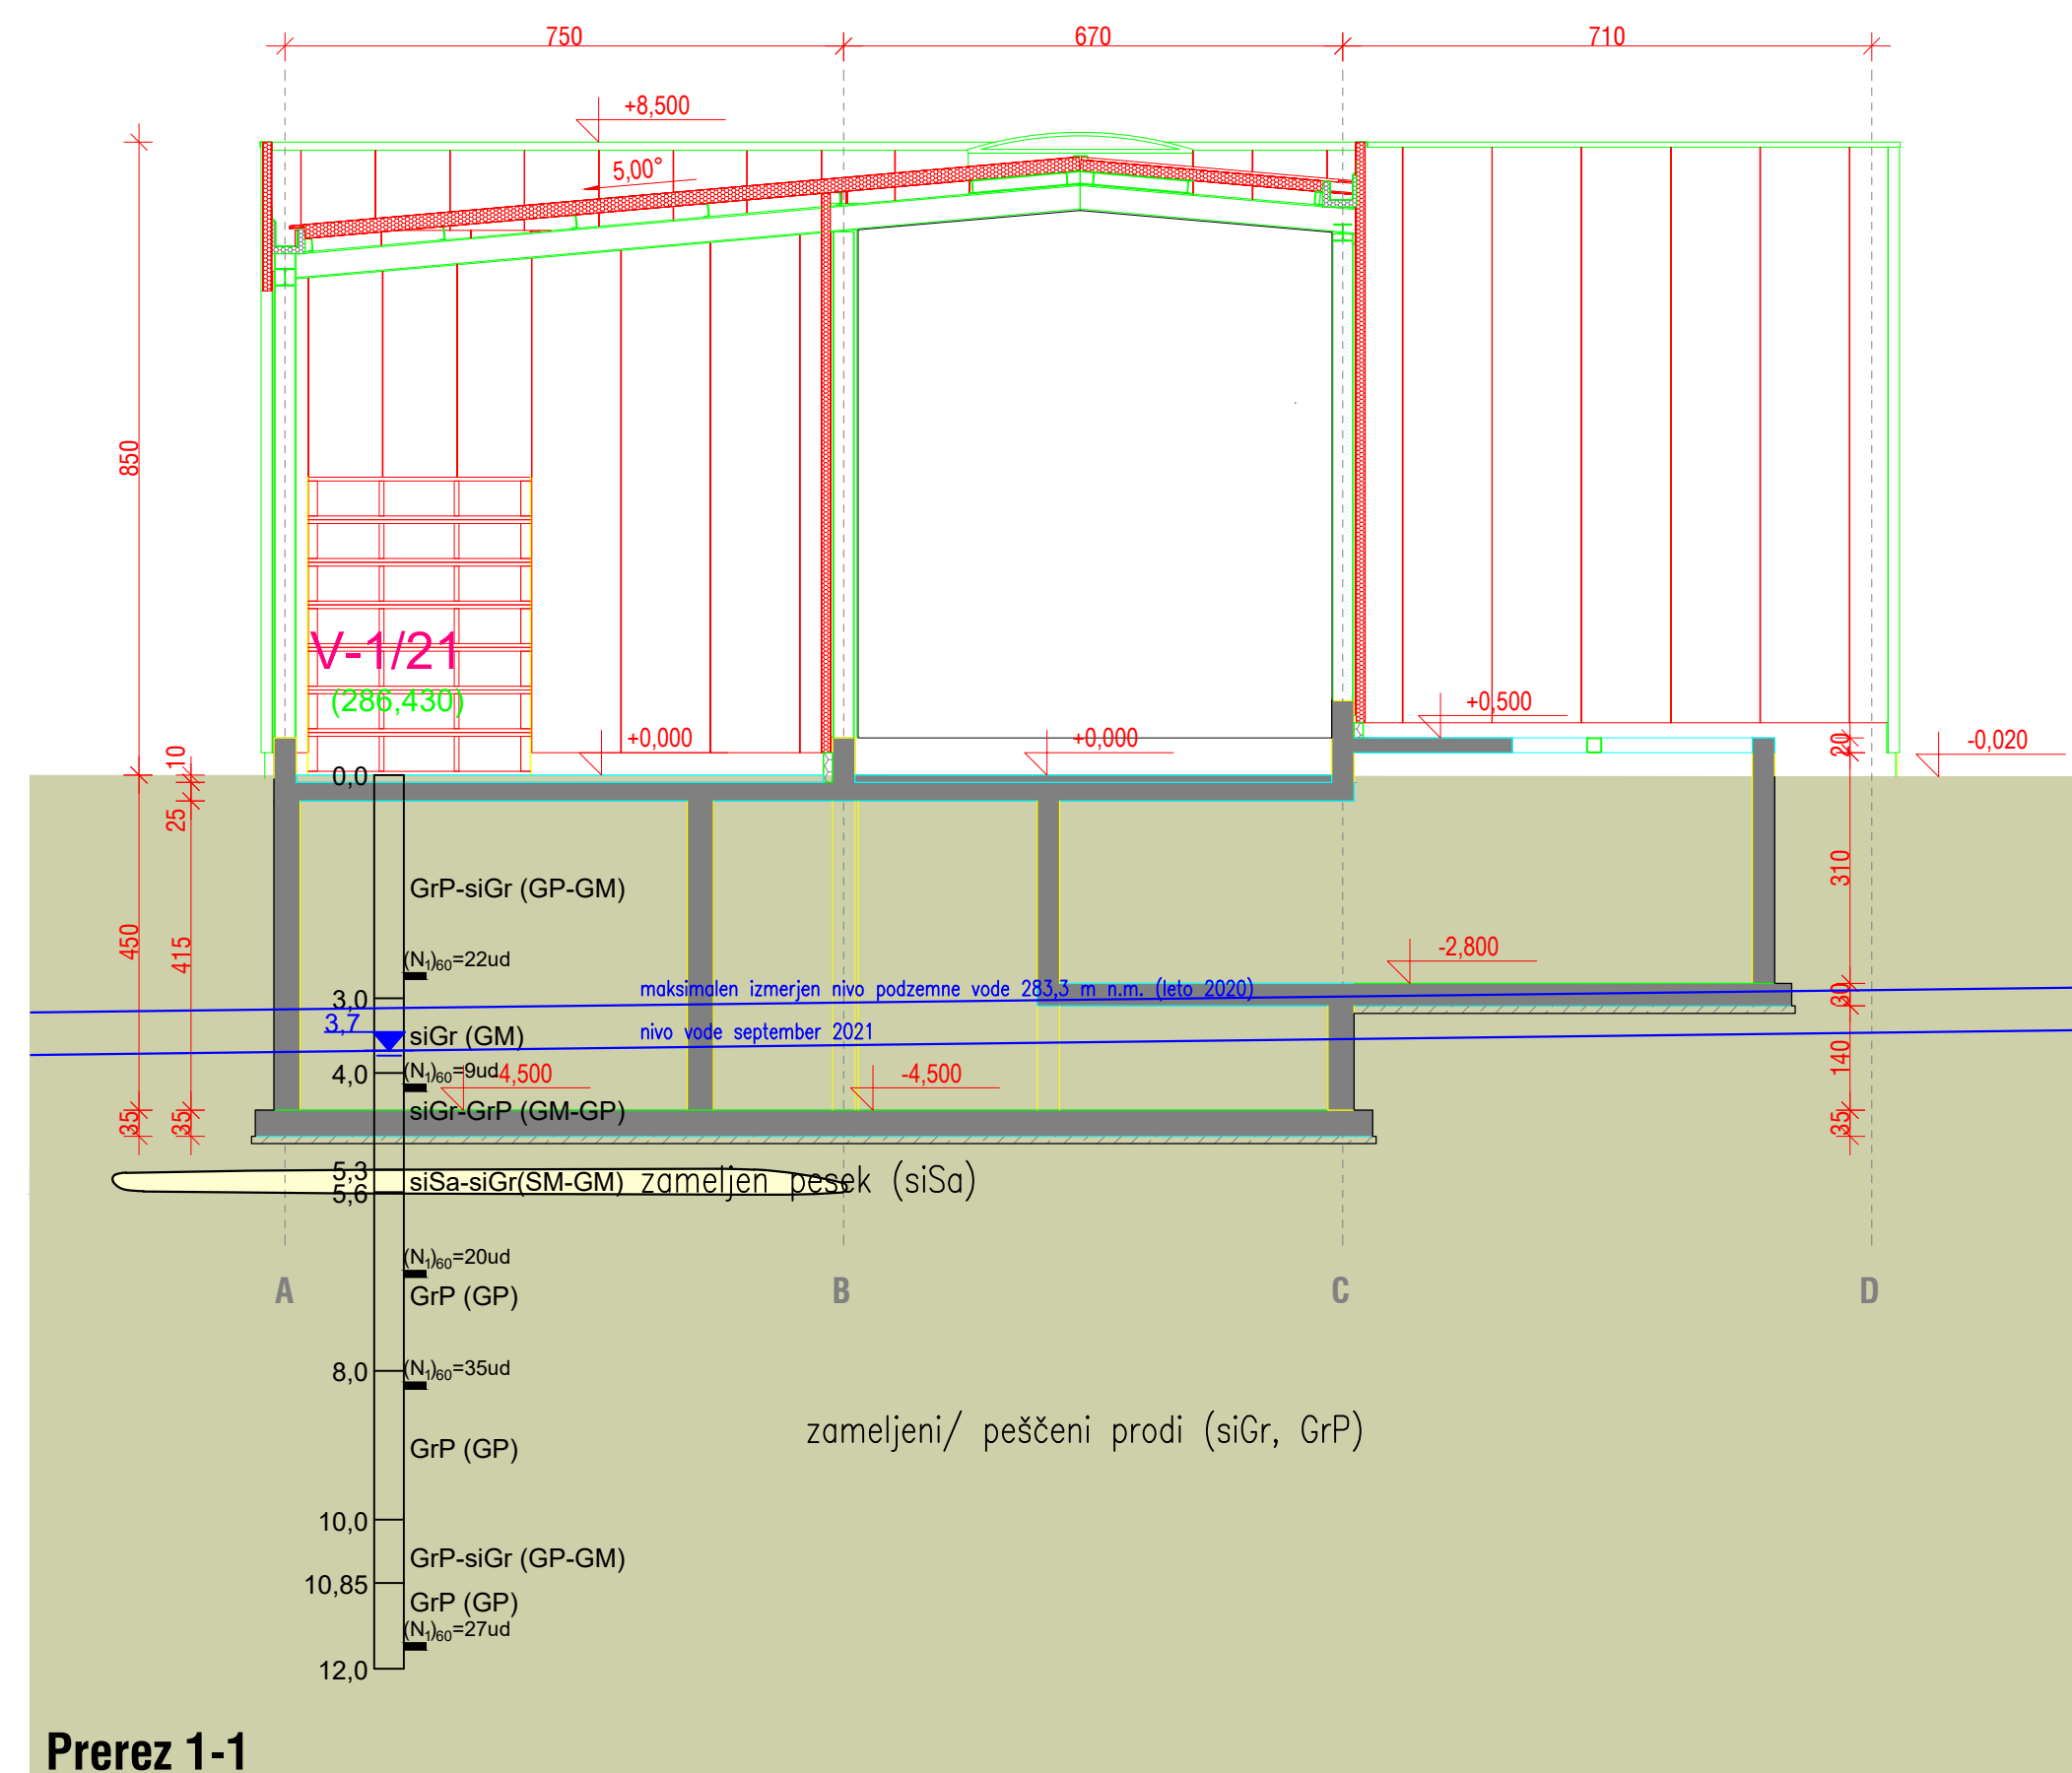 750
670
710
+8,500
5,00°
850
V-1/21
(286,430)
+0,500
+0,000
+0,000
-0,020
10
20
0,0
25
GrP-siGr (GP-GM)
310
450
415
(N1)60=22ud
-2,800
3,0
maksimalen izmerjen nivo podzemne vode 283,3 m n.m. (leto 2020)
30
3,7
siGr (GM)
nivo vode september 2021
140
4,0
(N1)60=9ud
-4,500
-4,500
siGr-GrP (GM-GP)
35
35
35
5,3
siSa-siGr(SM-GM)
zameljen pesek (siSa)
5,6
(N1)60=20ud
A
B
C
D
GrP (GP)
8,0
(N1)60=35ud
zameljeni/ peščeni prodi (siGr, GrP)
GrP (GP)
10,0
GrP-siGr (GP-GM)
10,85
GrP (GP)
(N1)60=27ud
12,0
Prerez 1-1